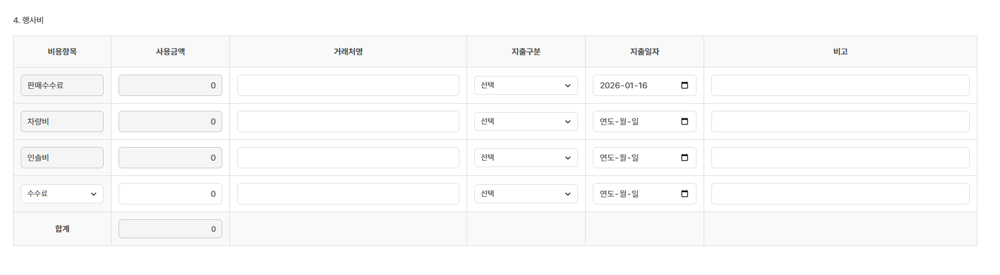 4. 행사비
비용항목 사용금액 거래처명 지출구분 지출일자 비고
판매수수료 0 선택 2026-01-16
차량비 0 선택 연도-월-일
인솔비 0 선택 연도-월-일
수수료 0 선택 연도-월-일
합계 0